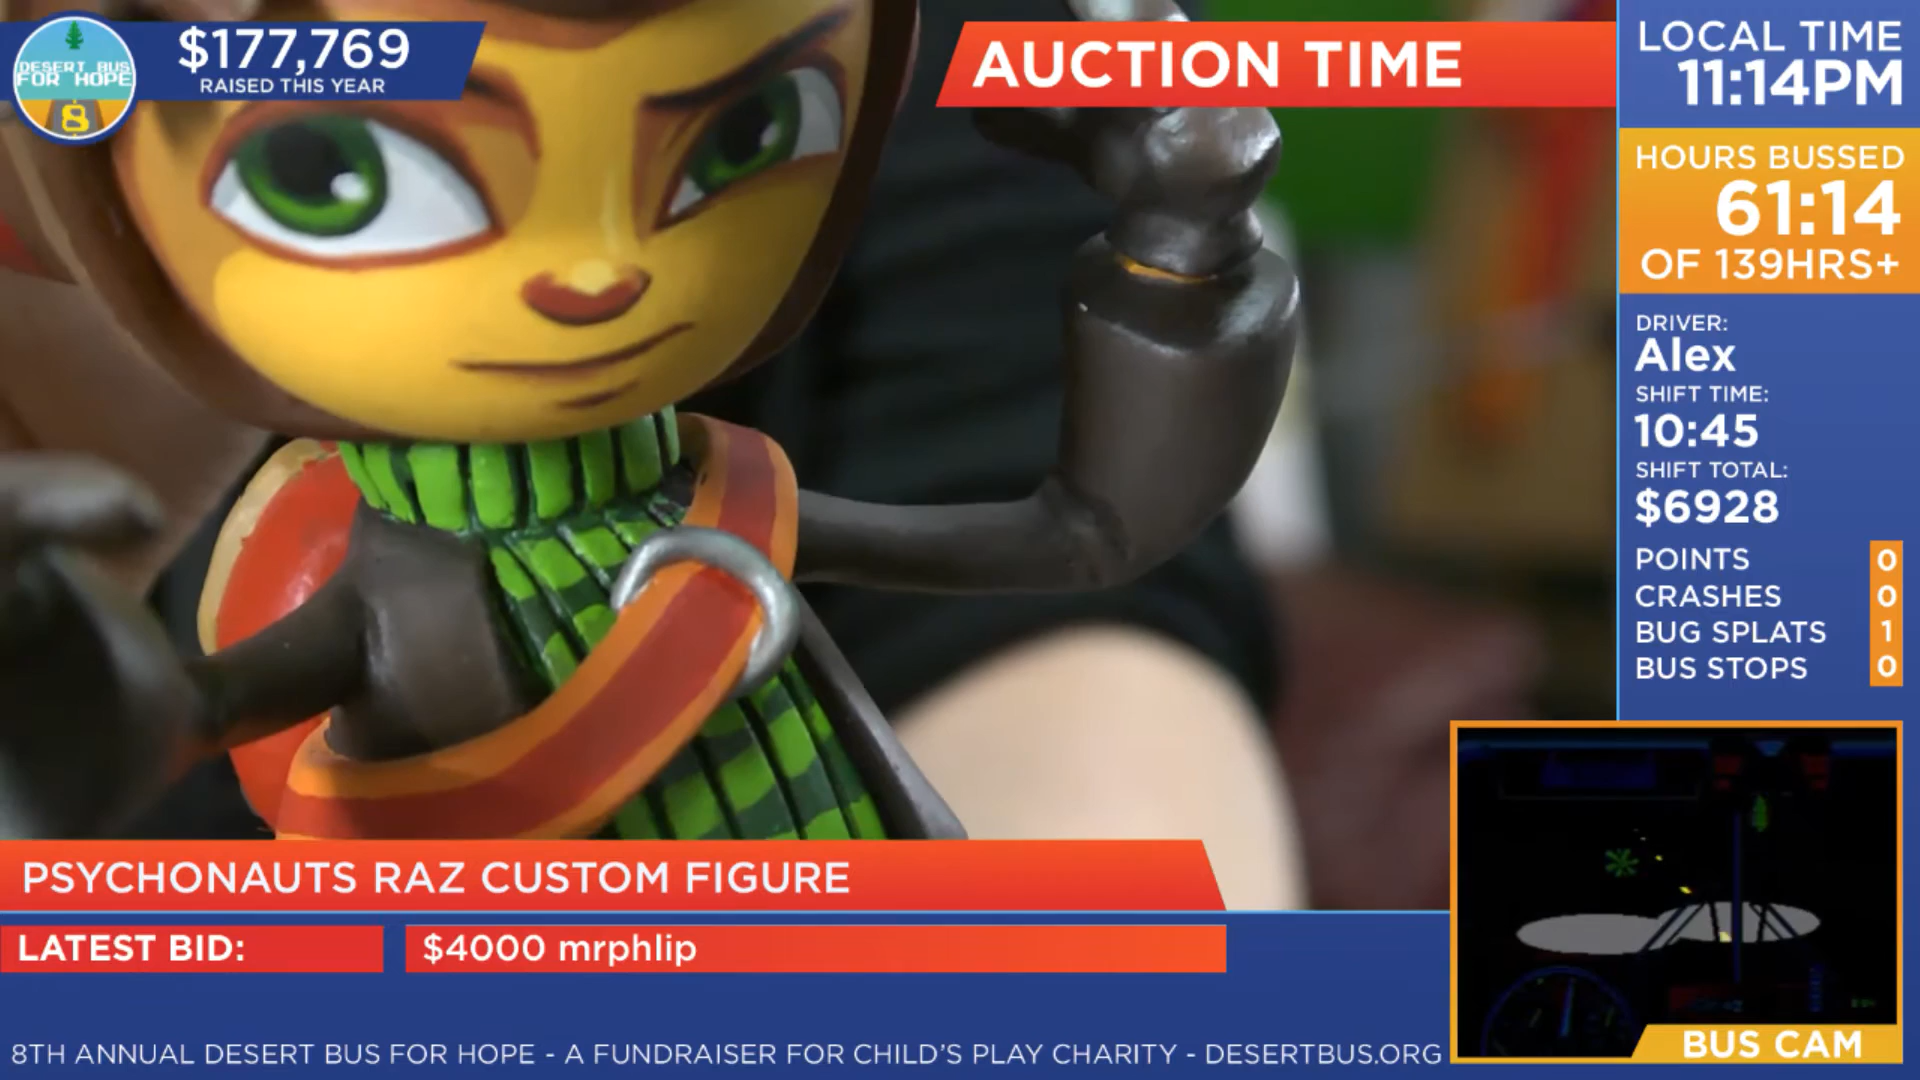 DESERT BUS
FOR HOPE
8
$177,769
RAISED THIS YEAR
AUCTION TIME
LOCAL TIME
11:14PM
HOURS BUSSED
61:14
OF 139HRS+
DRIVER:
Alex
SHIFT TIME:
10:45
SHIFT TOTAL:
$6928
POINTS 0
CRASHES 0
BUG SPLATS 1
BUS STOPS 0
PSYCHONAUTS RAZ CUSTOM FIGURE
LATEST BID: $4000 mrphlip
8TH ANNUAL DESERT BUS FOR HOPE - A FUNDRAISER FOR CHILD'S PLAY CHARITY - DESERTBUS.ORG
BUS CAM